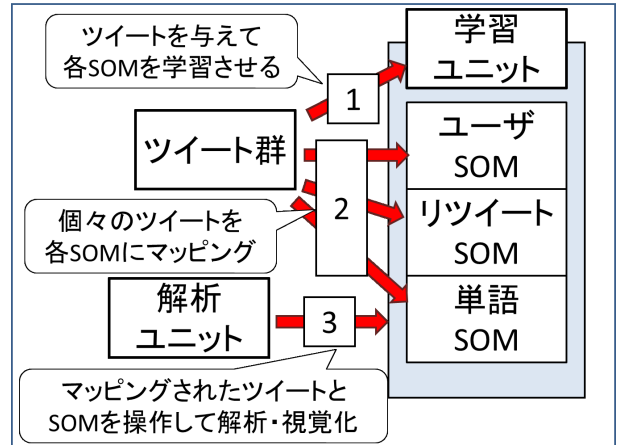 ツイートを与えて
各SOMを学習させる
学習
ユニット
1
ツイート群
ユーザ
SOM
2
リツイート
SOM
個々のツイートを
各SOMにマッピング
単語
SOM
解析
ユニット
3
マッピングされたツイートと
SOMを操作して解析・視覚化